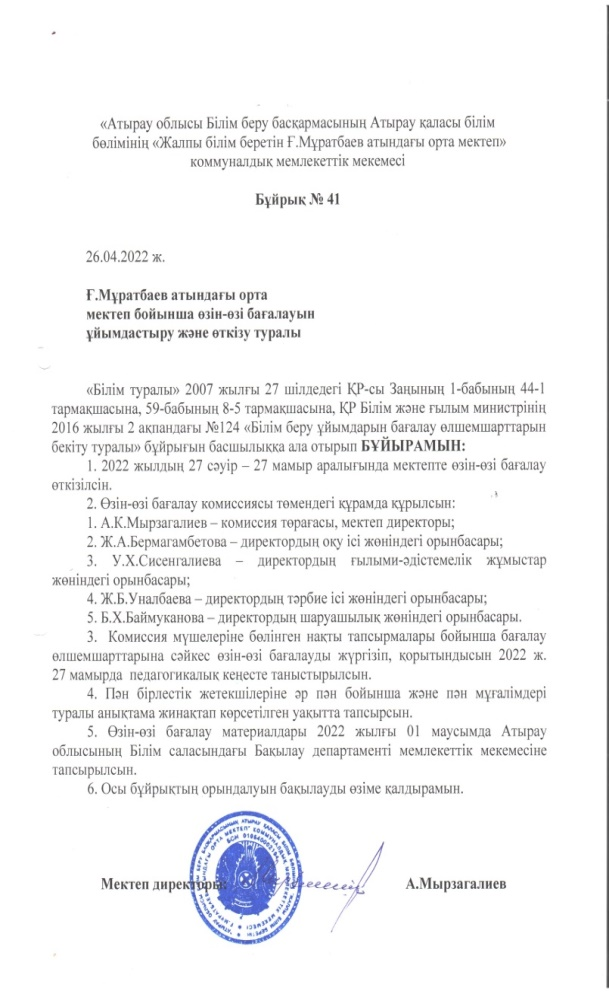 «Атырау облысы Білім беру басқармасының Атырау қаласы білім
бөлімінің «Жалпы білім беретін Ғ.Мұратбаев атындағы орта мектеп»
коммуналдық мемлекеттік мекемесі
Бұйрық № 41
26.04.2022 ж.
Ғ.Мұратбаев атындағы орта
мектеп бойынша өзін-өзі бағалауын
ұйымдастыру және өткізу туралы
«Білім туралы» 2007 жылғы 27 шілдедегі ҚР-сы Заңының 1-бабының 44-1
тармақшасына, 59-бабының 8-5 тармақшасына, ҚР Білім және ғылым министрінің
2016 жылғы 2 ақпандағы №124 «Білім беру ұйымдарын бағалау өлшемшарттарын
бекіту туралы» бұйрығын басшылыққа ала отырып БҰЙЫРАМЫН:
1. 2022 жылдың 27 сәуір – 27 мамыр аралығында мектепте өзін-өзі бағалау
өткізілсін.
2. Өзін-өзі бағалау комиссиясы төмендегі құрамда құрылсын:
1. А.К.Мырзагалиев – комиссия төрағасы, мектеп директоры;
2. Ж.А.Бермагамбетова – директордың оқу ісі жөніндегі орынбасары;
3. У.Х.Сисенгалиева – директордың ғылыми-әдістемелік жұмыстар
жөніндегі орынбасары;
4. Ж.Б.Уналбаева – директордың тәрбие ісі жөніндегі орынбасары;
5. Б.Х.Баймуканова – директордың шаруашылық жөніндегі орынбасары.
3. Комиссия мүшелеріне бөлінген нақты тапсырмалары бойынша бағалау
өлшемшарттарына сәйкес өзін-өзі бағалауды жүргізіп, қорытындысын 2022 ж.
27 мамырда педагогикалық кеңесте таныстырылсын.
4. Пән бірлестік жетекшілеріне әр пән бойынша және пән мұғалімдері
туралы анықтама жинақтап көрсетілген уақытта тапсырсын.
5. Өзін-өзі бағалау материалдары 2022 жылғы 01 маусымда Атырау
облысының Білім саласындағы Бақылау департаменті мемлекеттік мекемесіне
тапсырылсын.
6. Осы бұйрықтың орындалуын бақылауды өзіме қалдырамын.
Мектеп директоры: А.Мырзагалиев